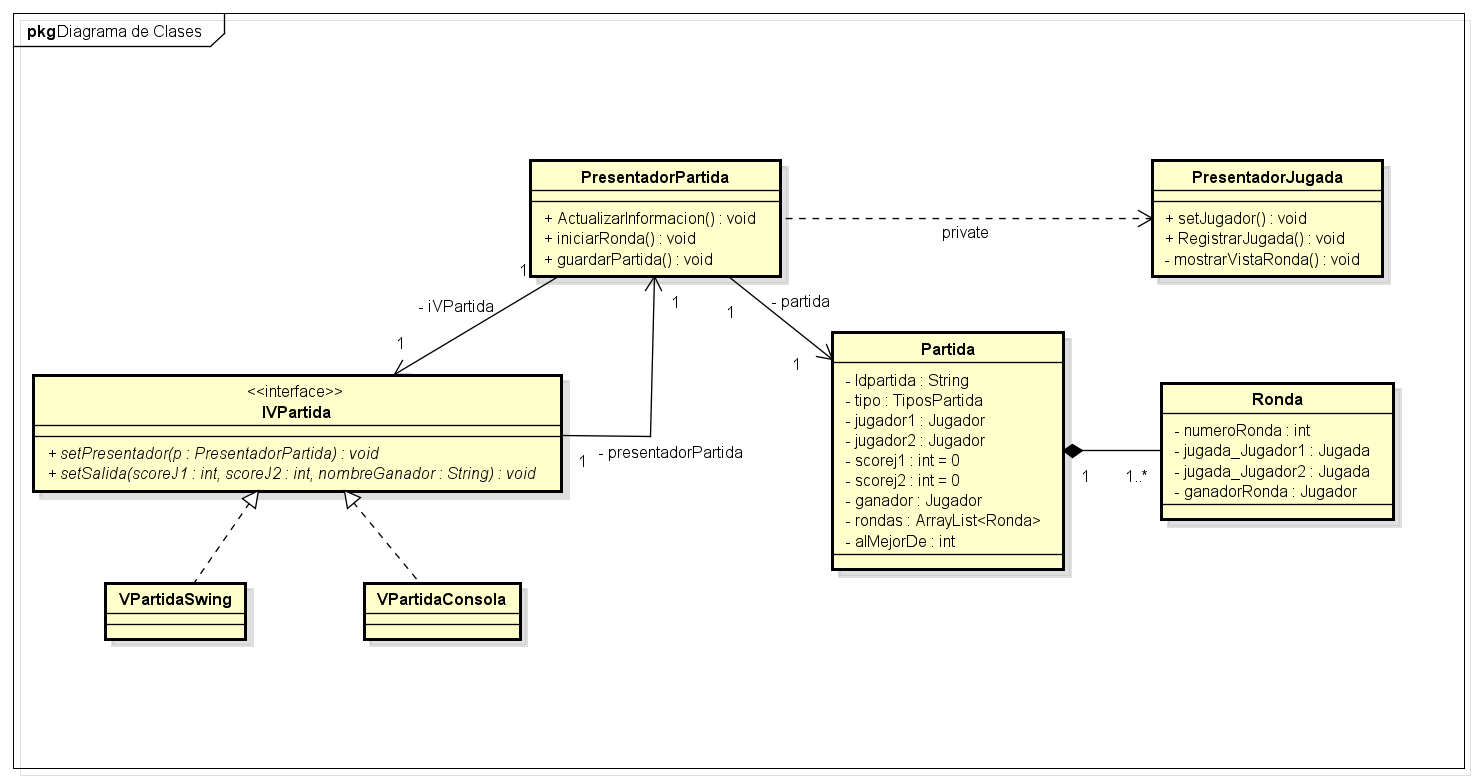 pkg Diagrama de Clases
PresentadorPartida
+ ActualizarInformacion() : void
+ iniciarRonda() : void
+ guardarPartida() : void
PresentadorJugada
+ setJugador() : void
+ RegistrarJugada() : void
- mostrarVistaRonda() : void
private
1
- iVPartida
1
1
- partida
1
1
<<interface>>
IVPartida
+ setPresentador(p : PresentadorPartida) : void
+ setSalida(scoreJ1 : int, scoreJ2 : int, nombreGanador : String) : void
1
- presentadorPartida
Partida
- Idpartida : String
- tipo : TiposPartida
- jugador1 : Jugador
- jugador2 : Jugador
- scorej1 : int = 0
- scorej2 : int = 0
- ganador : Jugador
- rondas : ArrayList<Ronda>
- alMejorDe : int
1
1..*
Ronda
- numeroRonda : int
- jugada_Jugador1 : Jugada
- jugada_Jugador2 : Jugada
- ganadorRonda : Jugador
VPartidaSwing
VPartidaConsola